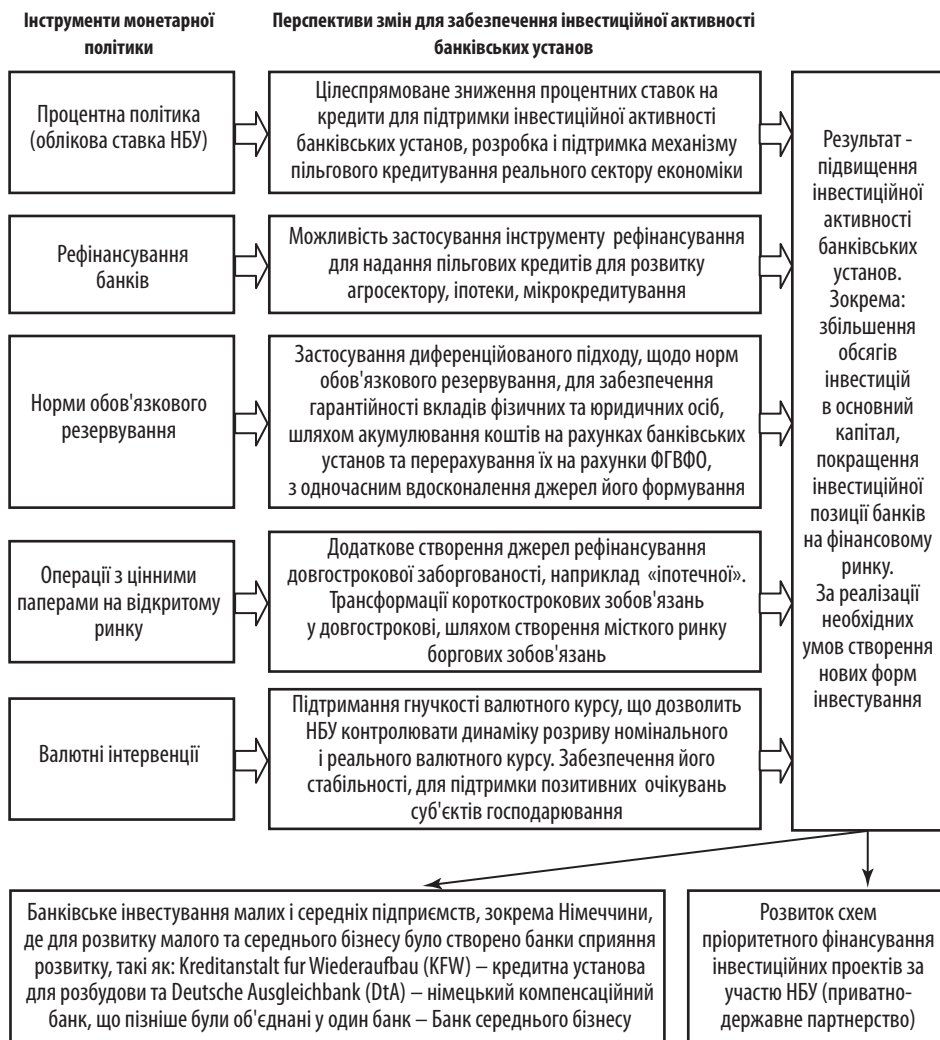 Інструменти монетарної
політики
Перспективи змін для забезпечення інвестиційної активності
банківських установ
Процентна політика
(облікова ставка НБУ)
Цілеспрямоване зниження процентних ставок на
кредити для підтримки інвестиційної активності
банківських установ, розробка і підтримка механізму
пільгового кредитування реального сектору економіки
Рефінансування
банків
Можливість застосування інструменту рефінансування
для надання пільгових кредитів для розвитку
агросектору, іпотеки, мікрокредитування
Норми обов'язкового
резервування
Застосування диференційованого підходу, щодо норм
обов'язкового резервування, для забезпечення
гарантійності вкладів фізичних та юридичних осіб,
шляхом акумулювання коштів на рахунках банківських
установ та перерахування їх на рахунки ФГВФО,
з одночасним вдосконалення джерел його формування
Операції з цінними
паперами на відкритому
ринку
Додаткове створення джерел рефінансування
довгострокової заборгованості, наприклад «іпотечної».
Трансформації короткострокових зобов'язань
у довгострокові, шляхом створення місткого ринку
боргових зобов'язань
Валютні інтервенції
Підтримання гнучкості валютного курсу, що дозволить
НБУ контролювати динаміку розриву номінального
і реального валютного курсу. Забезпечення його
стабільності, для підтримки позитивних очікувань
суб'єктів господарювання
Результат -
підвищення
інвестиційної
активності
банківських
установ.
Зокрема:
збільшення
обсягів
інвестицій
в основний
капітал,
покращення
інвестиційної
позиції банків
на фінансовому
ринку.
За реалізації
необхідних
умов створення
нових форм
інвестування
Банківське інвестування малих і середніх підприємств, зокрема Німеччини,
де для розвитку малого та середнього бізнесу було створено банки сприяння
розвитку, такі як: Kreditanstalt fur Wiederaufbau (KFW) – кредитна установа
для розбудови та Deutsche Ausgleichbank (DtA) – німецький компенсаційний
банк, що пізніше були об'єднані у один банк – Банк середнього бізнесу
Розвиток схем
пріоритетного фінансування
інвестиційних проектів за
участю НБУ (приватно-
державне партнерство)